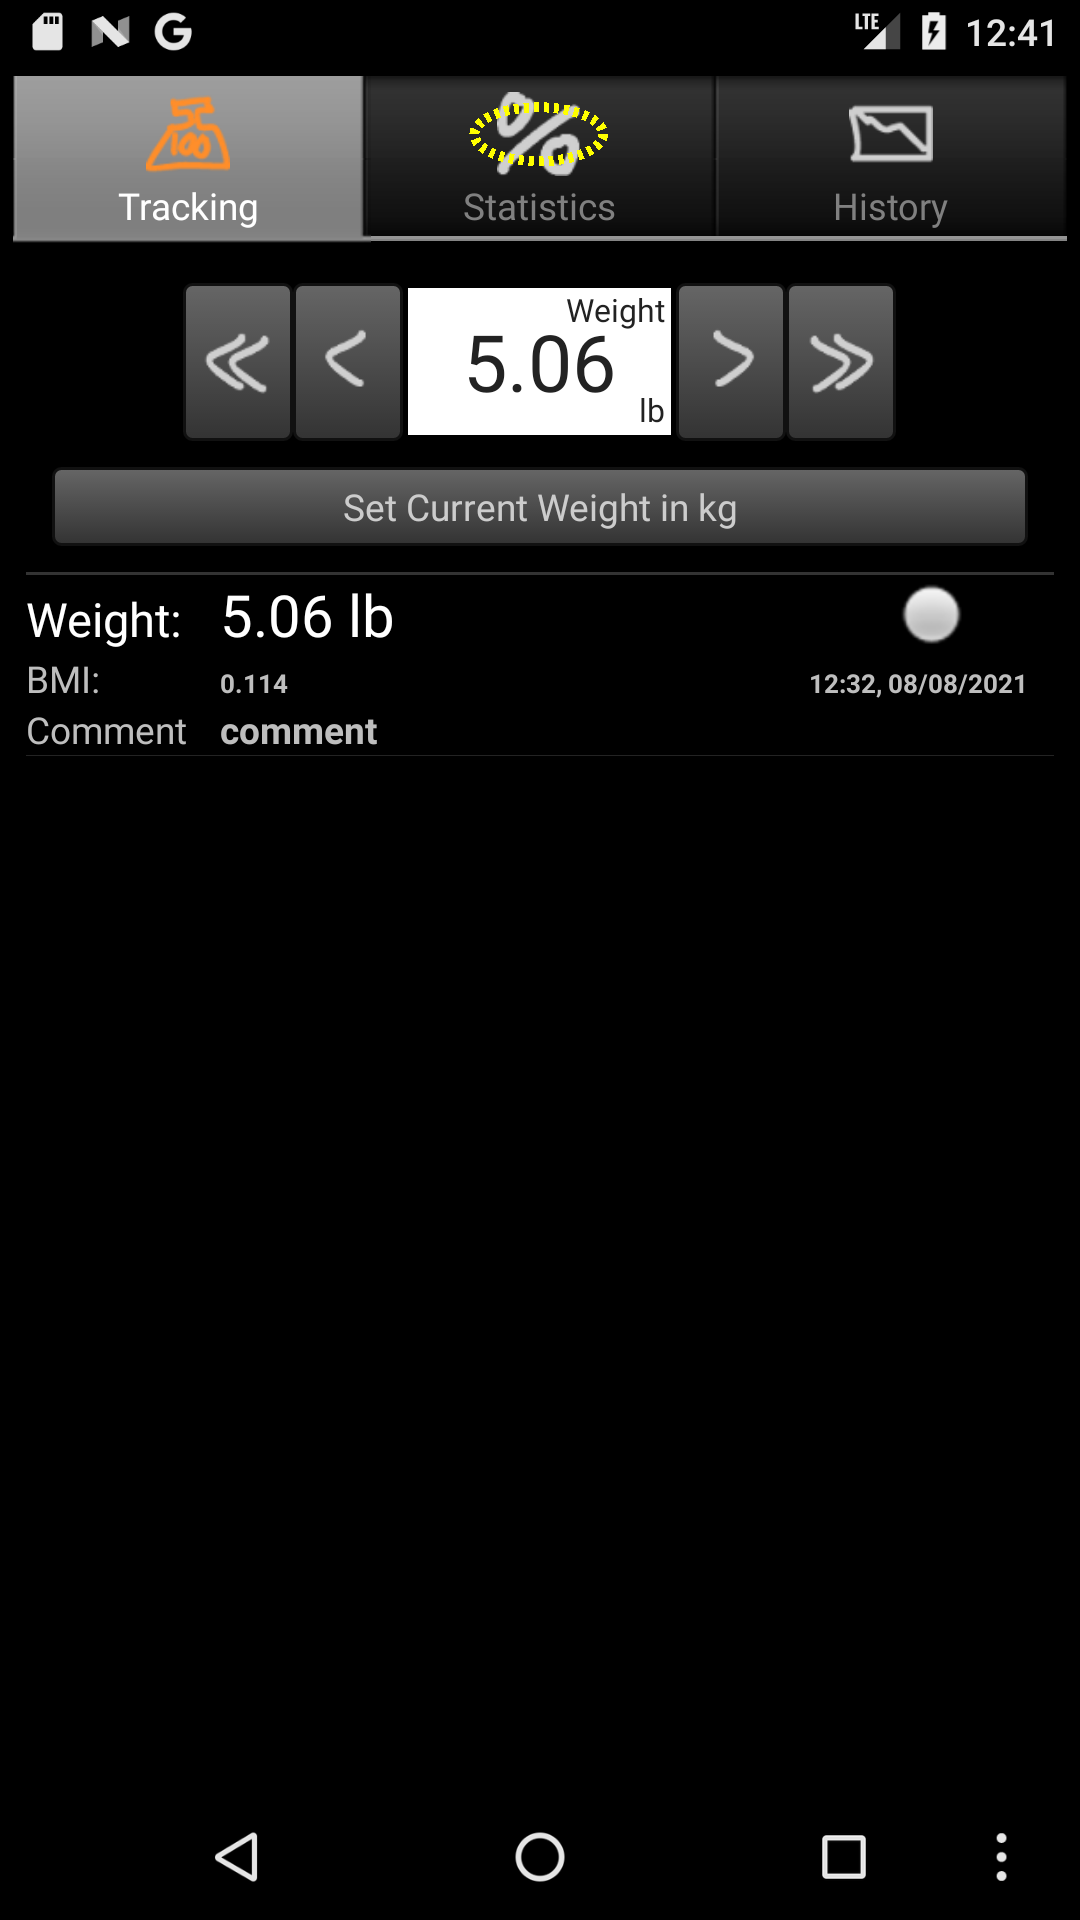 LTE 12:41
100
Tracking
% Statistics
History
Weight
5.06
lb
Set Current Weight in kg
Weight: 5.06 lb
BMI: 0.114 12:32, 08/08/2021
Comment comment